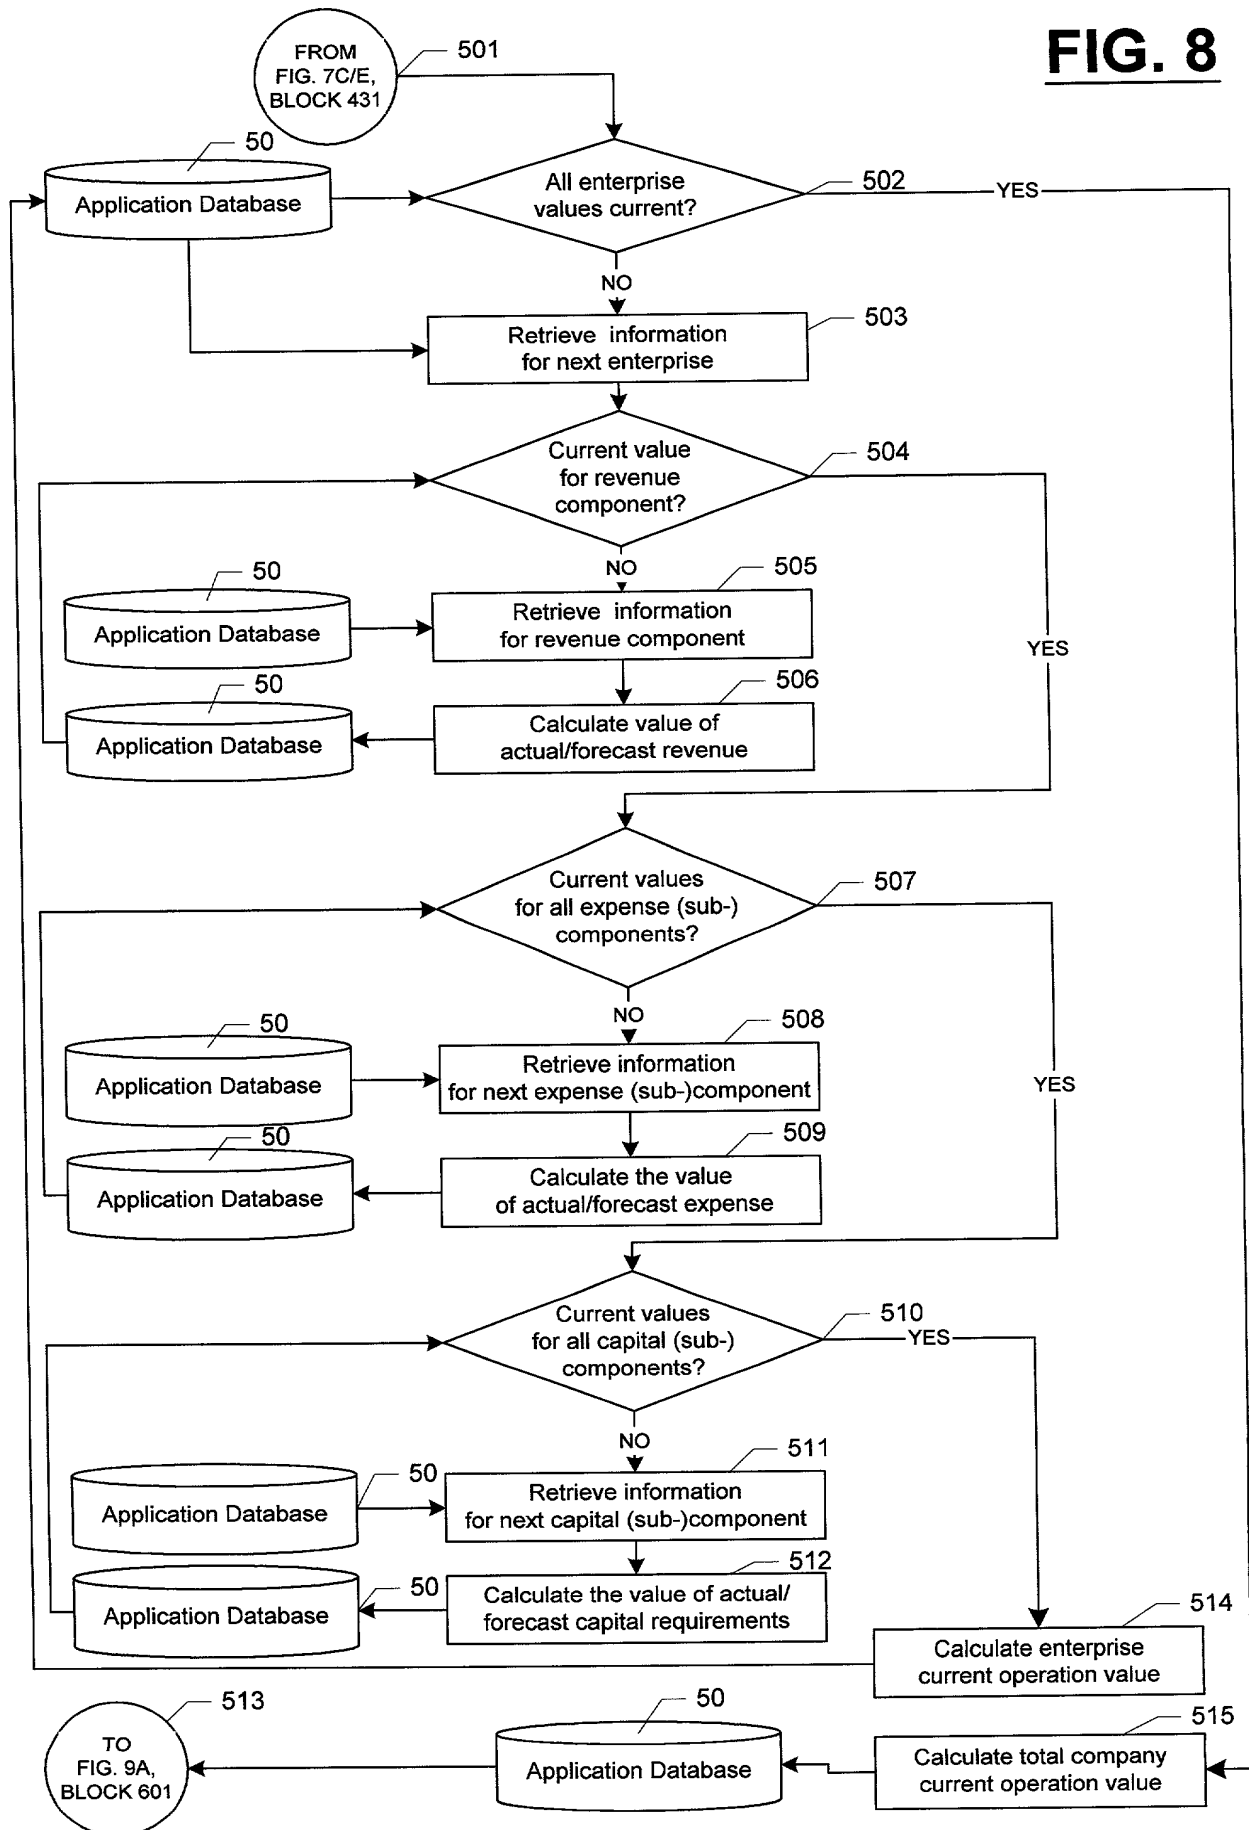 FIG. 8
FROM
FIG. 7C/E,
BLOCK 431
501
50
Application Database
All enterprise
values current?
502
YES
NO
Retrieve information
for next enterprise
503
Current value
for revenue
component?
504
NO
YES
50
Application Database
Retrieve information
for revenue component
505
50
Application Database
Calculate value of
actual/forecast revenue
506
Current values
for all expense (sub-)
components?
507
NO
YES
50
Application Database
Retrieve information
for next expense (sub-)component
508
50
Application Database
Calculate the value
of actual/forecast expense
509
Current values
for all capital (sub-)
components?
510
YES
NO
50
Application Database
Retrieve information
for next capital (sub-)component
511
50
Application Database
Calculate the value of actual/
forecast capital requirements
512
Calculate enterprise
current operation value
514
TO
FIG. 9A,
BLOCK 601
513
50
Application Database
Calculate total company
current operation value
515